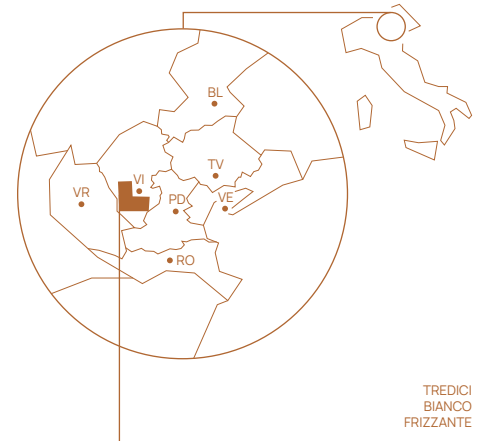 BL
TV
VI
VR
PD
VE
RO
TREDICI
BIANCO
FRIZZANTE